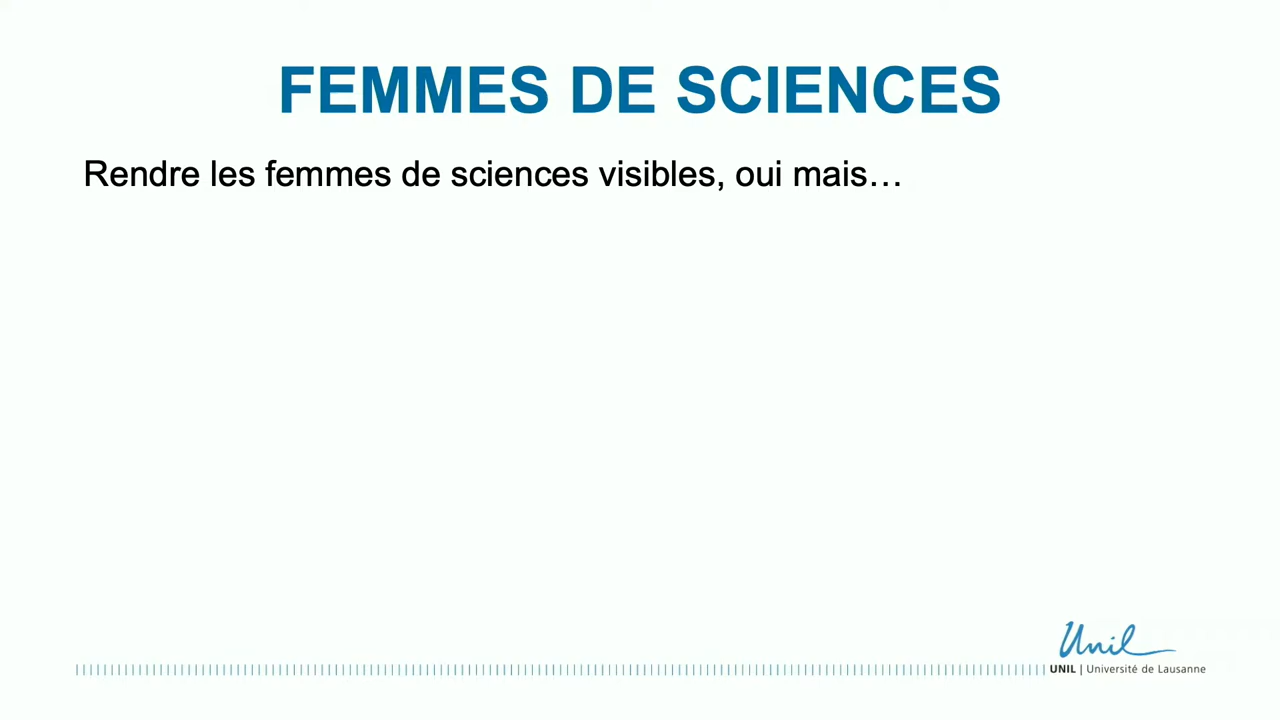 FEMMES DE SCIENCES
Rendre les femmes de sciences visibles, oui mais…
Unil
UNIL | Université de Lausanne